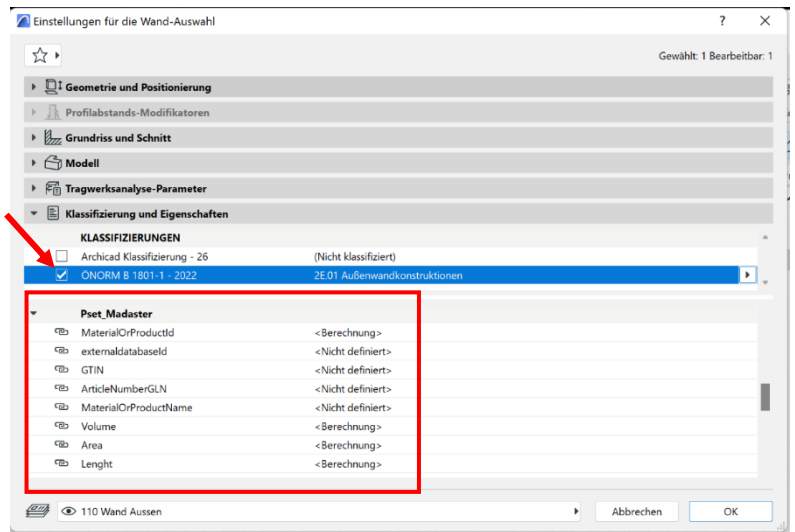 Einstellungen für die Wand-Auswahl
Gewählt: 1 Bearbeitbar: 1
Geometrie und Positionierung
Profilabstands-Modifikatoren
Grundriss und Schnitt
Modell
Tragwerksanalyse-Parameter
Klassifizierung und Eigenschaften
KLASSIFIZIERUNGEN
Archicad Klassifizierung - 26 (Nicht klassifiziert)
ÖNORM B 1801-1 - 2022 2E.01 Außenwandkonstruktionen
Pset_Madaster
MaterialOrProductId <Berechnung>
externaldatabaseId <Nicht definiert>
GTIN <Nicht definiert>
ArticleNumberGLN <Nicht definiert>
MaterialOrProductName <Nicht definiert>
Volume <Berechnung>
Area <Berechnung>
Lenght <Berechnung>
110 Wand Aussen Abbrechen OK